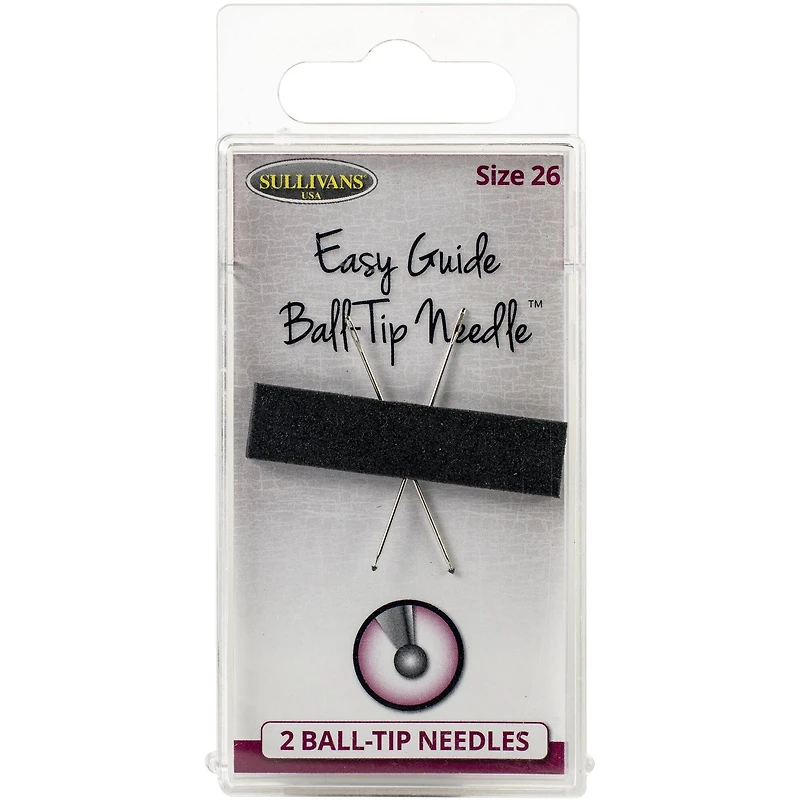 SULLIVANS®
USA
Size 26
Easy Guide
Ball-Tip Needle™
2 BALL-TIP NEEDLES